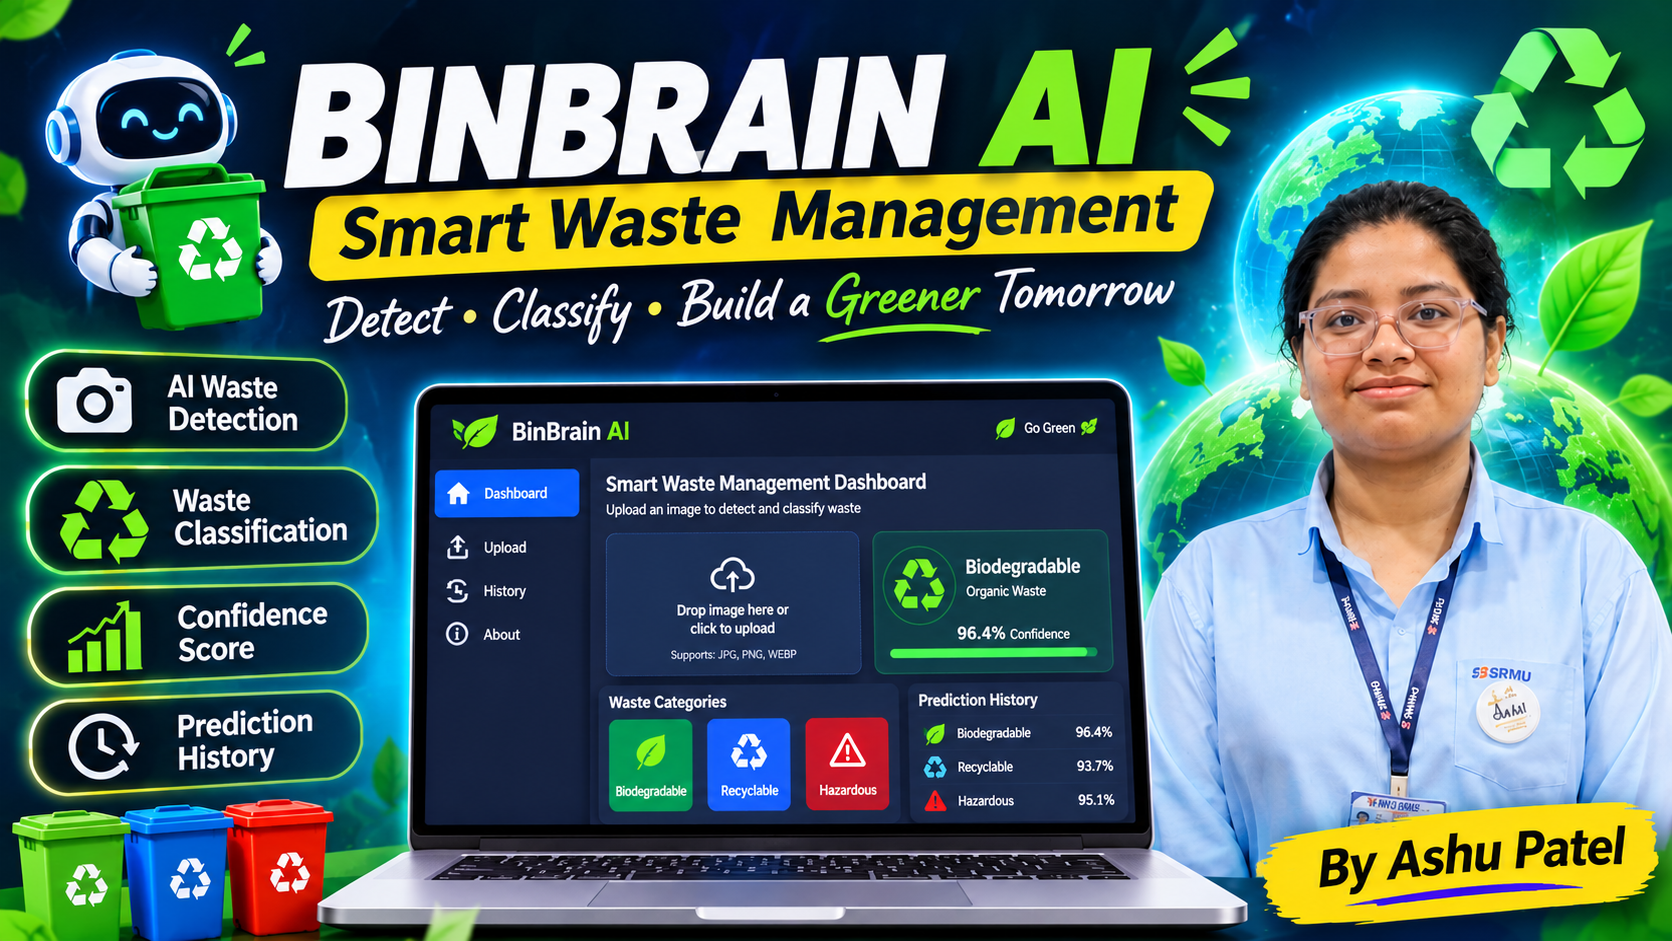 BINBRAIN AI
Smart Waste Management
Detect • Classify • Build a Greener Tomorrow
AI Waste
Detection
Waste
Classification
Confidence
Score
Prediction
History
BinBrain AI
Go Green
Dashboard
Upload
History
About
Smart Waste Management Dashboard
Upload an image to detect and classify waste
Drop image here or
click to upload
Supports: JPG, PNG, WEBP
Biodegradable
Organic Waste
96.4% Confidence
Waste Categories
Biodegradable
Recyclable
Hazardous
Prediction History
Biodegradable 96.4%
Recyclable 93.7%
Hazardous 95.1%
SRMU
By Ashu Patel